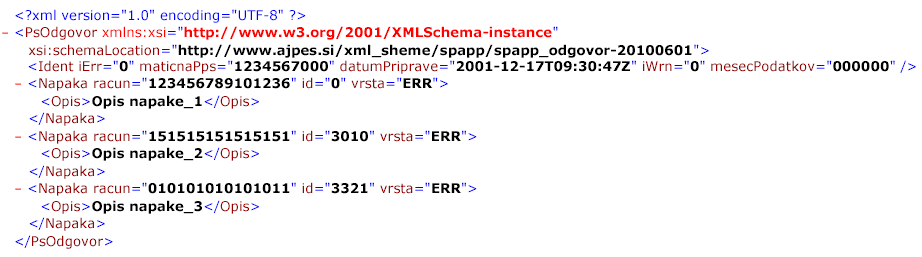 <?xml version="1.0" encoding="UTF-8" ?>
- <PsOdgovor xmlns:xsi="http://www.w3.org/2001/XMLSchema-instance"
xsi:schemaLocation="http://www.ajpes.si/xml_sheme/spapp/spapp_odgovor-20100601">
<Ident iErr="0" maticnaPps="1234567000" datumPriprave="2001-12-17T09:30:47Z" iWrn="0" mesecPodatkov="000000" />
- <Napaka racun="123456789101236" id="0" vrsta="ERR">
<Opis>Opis napake_1</Opis>
</Napaka>
- <Napaka racun="151515151515151" id="3010" vrsta="ERR">
<Opis>Opis napake_2</Opis>
</Napaka>
- <Napaka racun="010101010101011" id="3321" vrsta="ERR">
<Opis>Opis napake_3</Opis>
</Napaka>
</PsOdgovor>